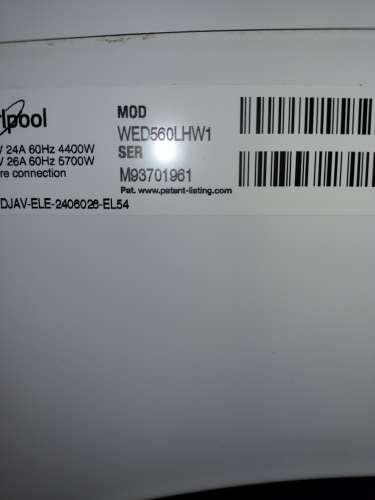 rlpool
MOD
WED560LHW1
V 24A 60Hz 4400W
V 26A 60Hz 5700W
SER
re connection
M93701961
Pat. www.patent-listing.com
DJAV-ELE-2406026-EL54